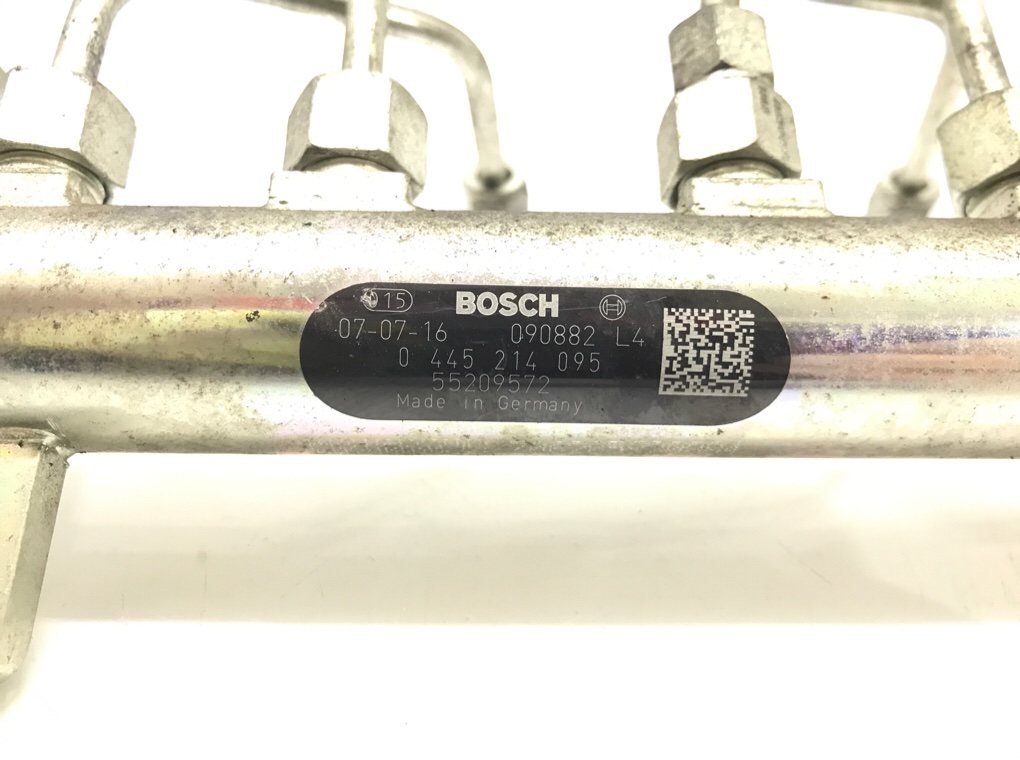 15 BOSCH
07-07-16 090882 L4
0 445 214 095
55209572
Made in Germany